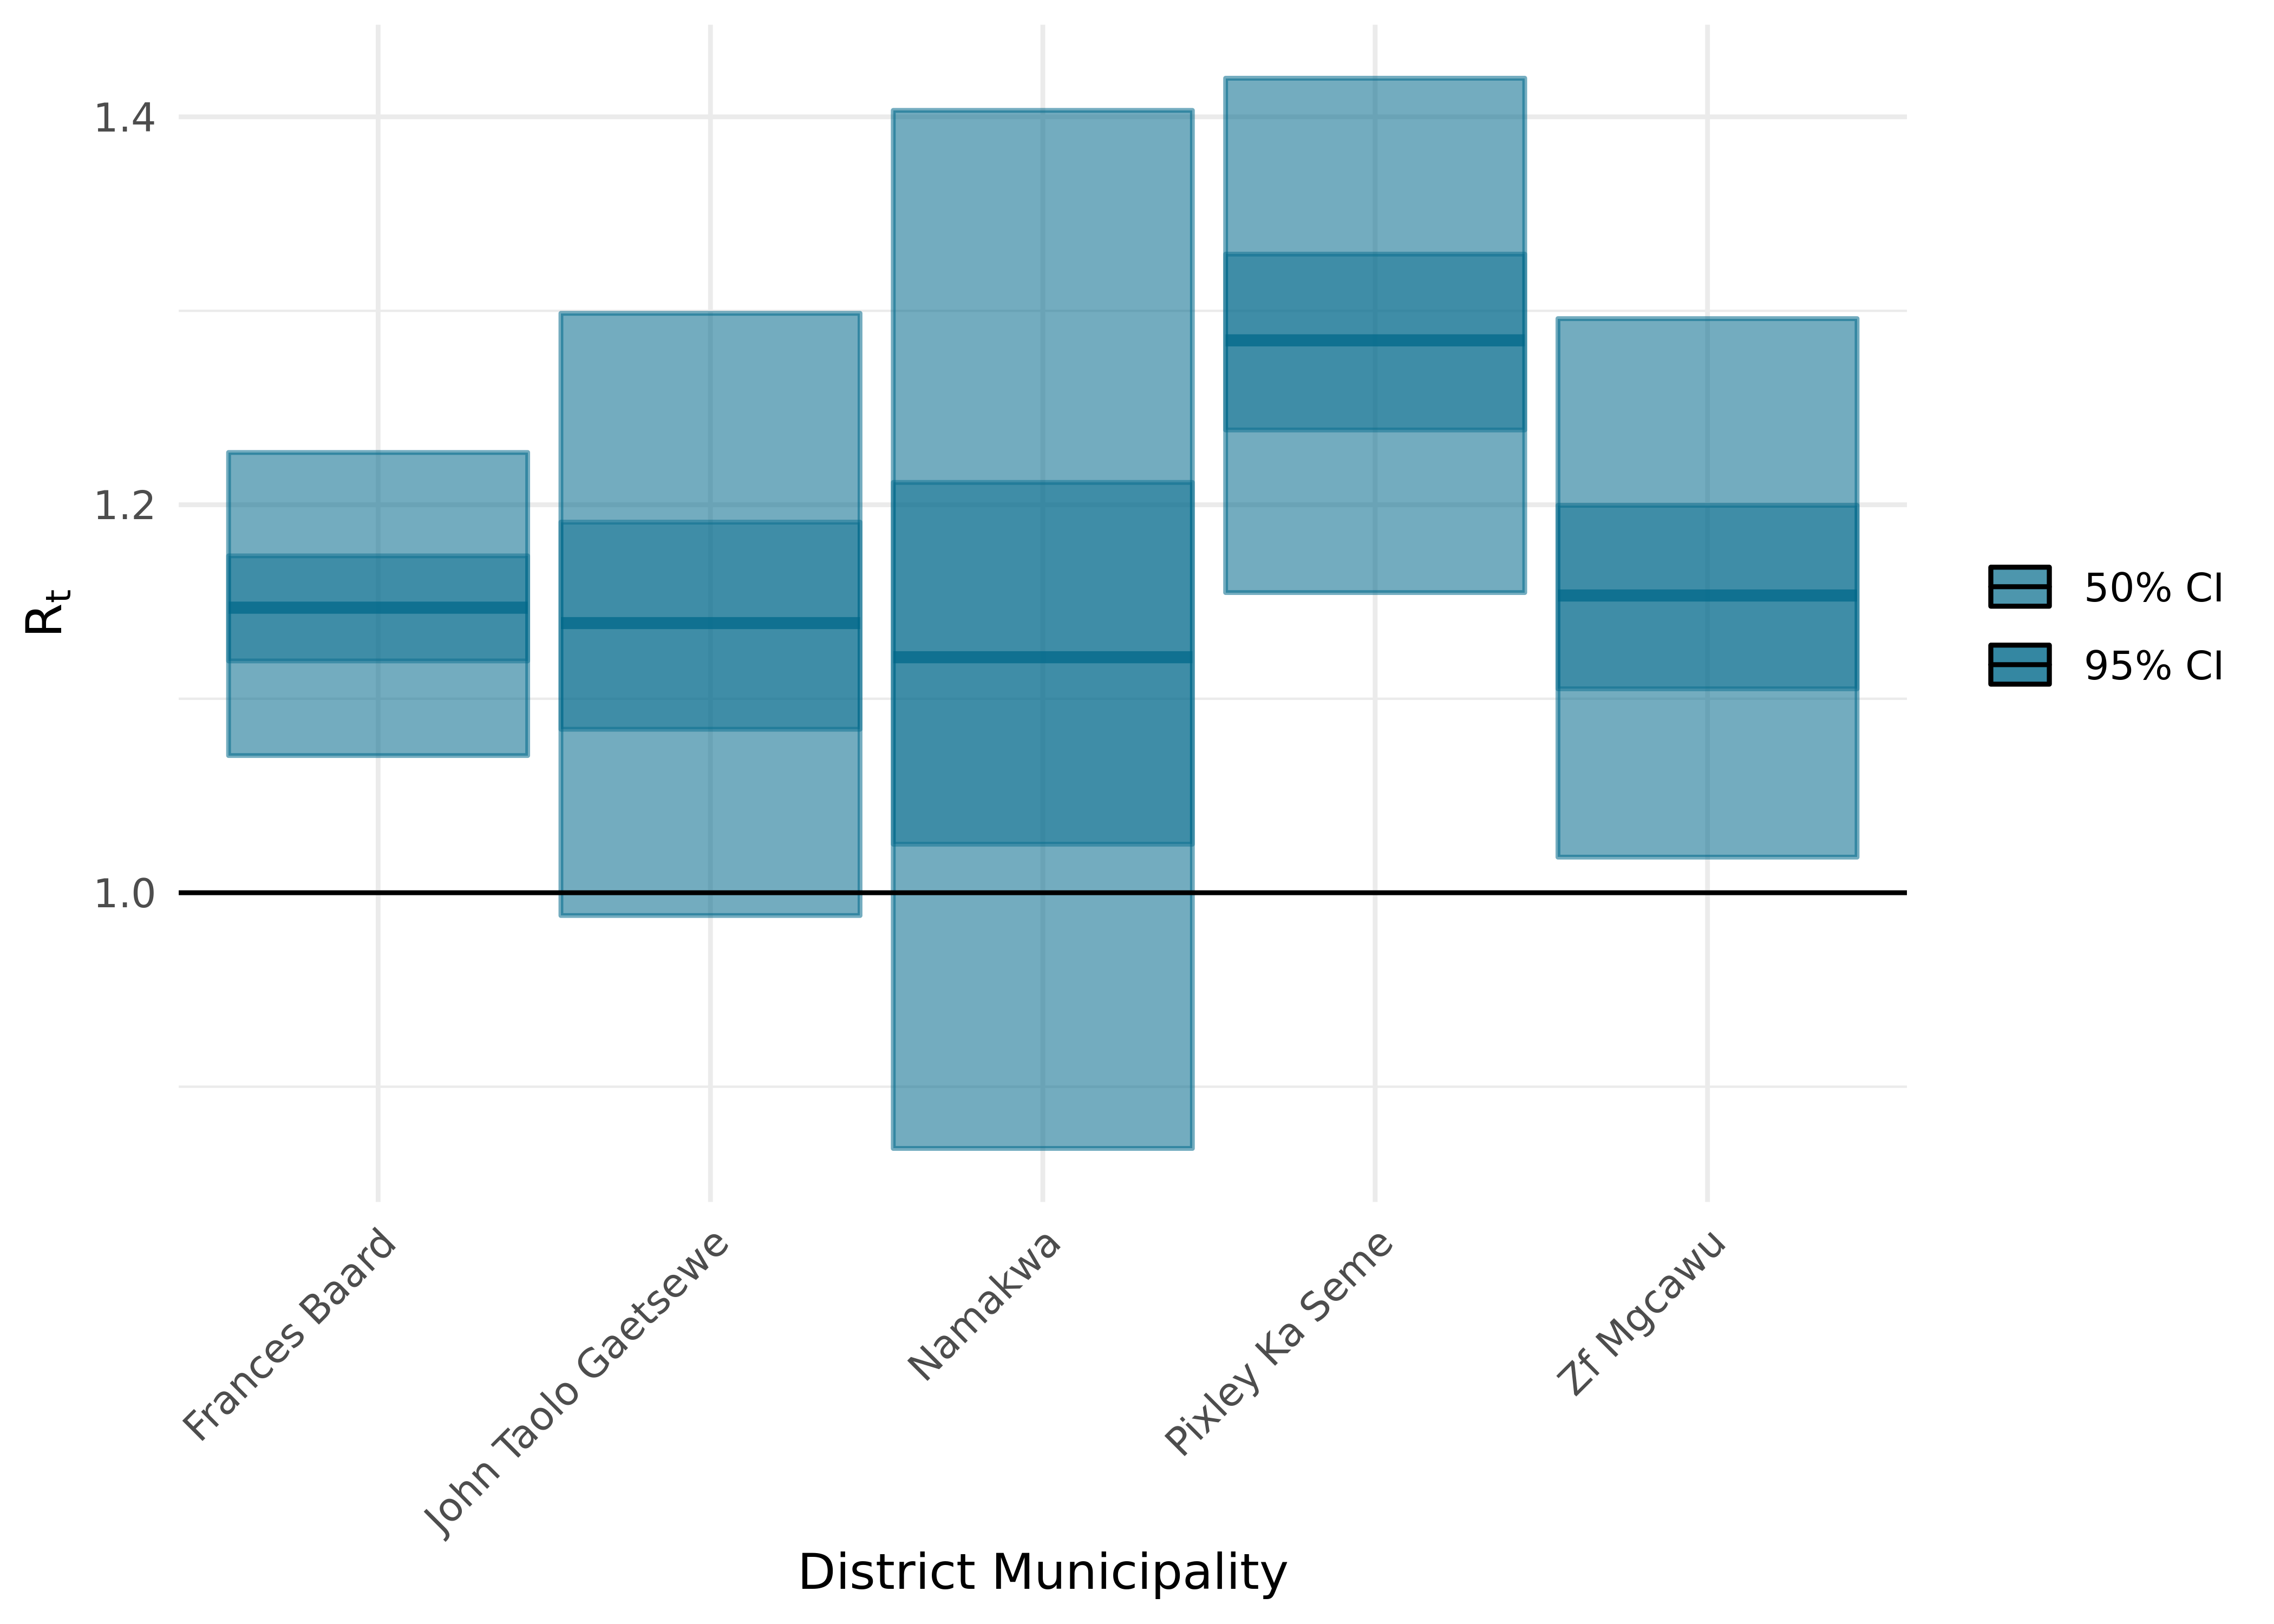 1.4
1.2
1.0
Rt
50% CI
95% CI
Frances Baard
John Taolo Gaetsewe
Namakwa
Pixley Ka Seme
Zf Mgcawu
District Municipality